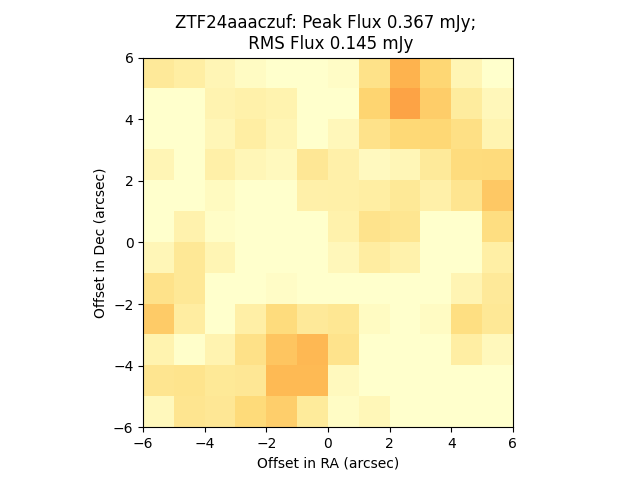 ZTF24aaaczuf: Peak Flux 0.367 mJy;
RMS Flux 0.145 mJy
6
4
2
0
−2
−4
−6
Offset in Dec (arcsec)
−6 −4 −2 0 2 4 6
Offset in RA (arcsec)